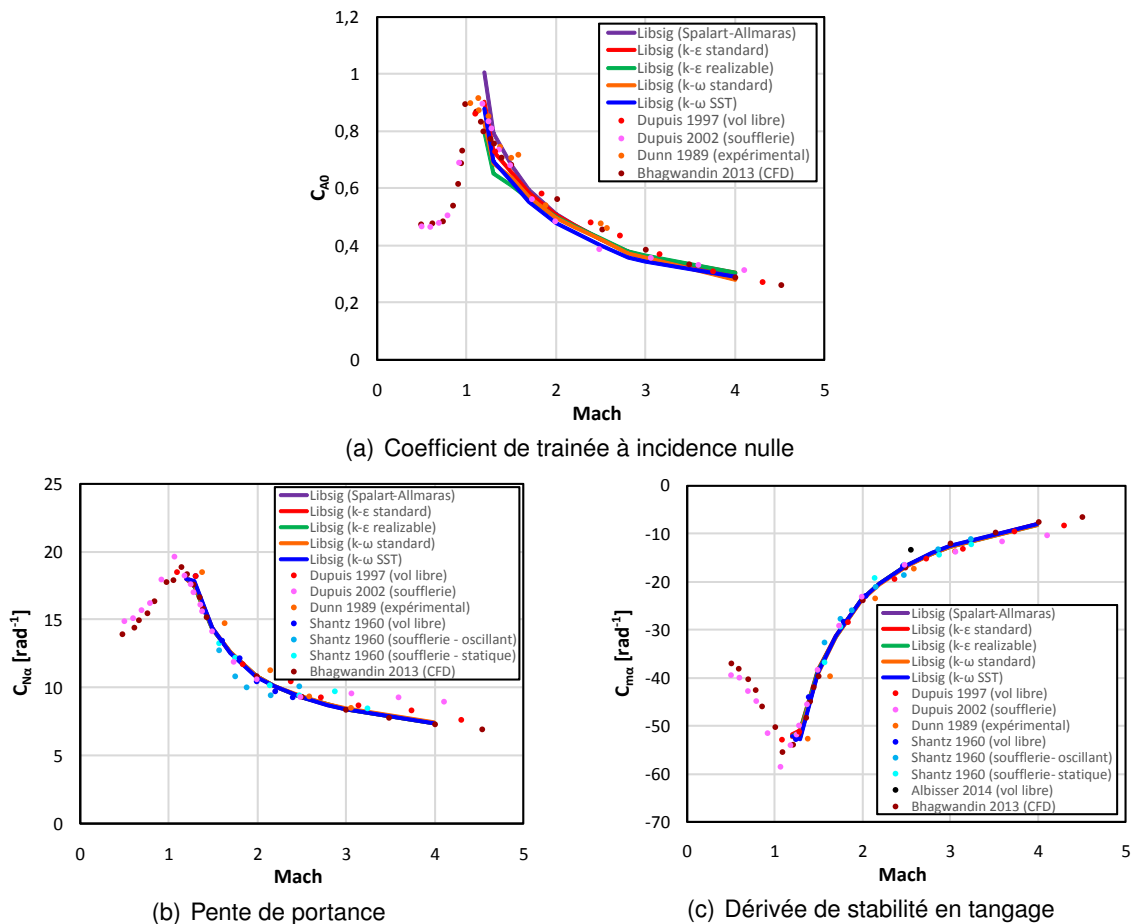 1,2
1
0,8
0,6
0,4
0,2
0
C_A0
0 1 2 3 4 5
Mach
Libsig (Spalart-Allmaras)
Libsig (k-ε standard)
Libsig (k-ε realizable)
Libsig (k-ω standard)
Libsig (k-ω SST)
Dupuis 1997 (vol libre)
Dupuis 2002 (soufflerie)
Dunn 1989 (expérimental)
Bhagwandin 2013 (CFD)
(a) Coefficient de trainée à incidence nulle
25
20
15
10
5
0
C_Nα [rad⁻¹]
0 1 2 3 4 5
Mach
Libsig (Spalart-Allmaras)
Libsig (k-ε standard)
Libsig (k-ε realizable)
Libsig (k-ω standard)
Libsig (k-ω SST)
Dupuis 1997 (vol libre)
Dupuis 2002 (soufflerie)
Dunn 1989 (expérimental)
Shantz 1960 (vol libre)
Shantz 1960 (soufflerie - oscillant)
Shantz 1960 (soufflerie - statique)
Bhagwandin 2013 (CFD)
(b) Pente de portance
0
-10
-20
-30
-40
-50
-60
-70
C_mα [rad⁻¹]
0 1 2 3 4 5
Mach
Libsig (Spalart-Allmaras)
Libsig (k-ε standard)
Libsig (k-ε realizable)
Libsig (k-ω standard)
Libsig (k-ω SST)
Dupuis 1997 (vol libre)
Dupuis 2002 (soufflerie)
Dunn 1989 (expérimental)
Shantz 1960 (vol libre)
Shantz 1960 (soufflerie- oscillant)
Shantz 1960 (soufflerie- statique)
Albisser 2014 (vol libre)
Bhagwandin 2013 (CFD)
(c) Dérivée de stabilité en tangage